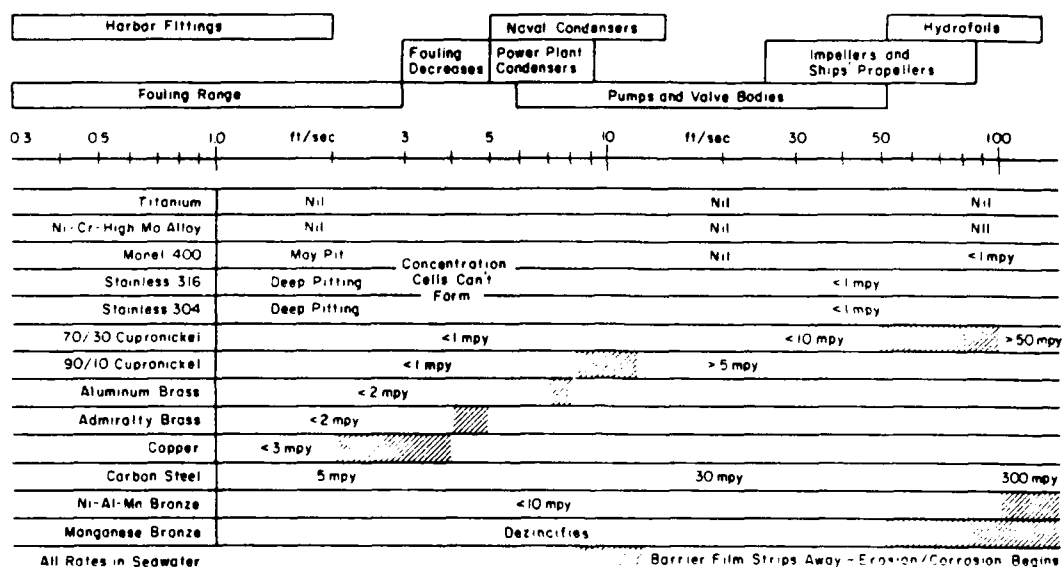 Harbor Fittings
Naval Condensers
Hydrofoils
Fouling
Decreases
Power Plant
Condensers
Impellers and
Ships' Propellers
Fouling Range
Pumps and Valve Bodies
0.3 0.5 1.0 ft/sec 3 5 10 ft/sec 30 50 100
Titanium Nil Nil Nil
Ni-Cr-High Mo Alloy Nil Nil Nil
Monel 400 May Pit Nil <1 mpy
Concentration
Cells Can't
Form
Stainless 316 Deep Pitting <1 mpy
Stainless 304 Deep Pitting <1 mpy
70/30 Cupronickel <1 mpy <10 mpy >50 mpy
90/10 Cupronickel <1 mpy >5 mpy
Aluminum Brass <2 mpy
Admiralty Brass <2 mpy
Copper <3 mpy
Carbon Steel 5 mpy 30 mpy 300 mpy
Ni-Al-Mn Bronze <10 mpy
Manganese Bronze Dezincifies
All Rates in Seawater Barrier Film Strips Away - Erosion/Corrosion Begins